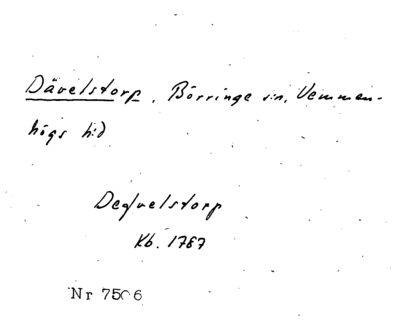 Dävelstorp, Börringe sn, Vemmen-
högs hd
Deqvelstorp
Kb. 1787
Nr 7506